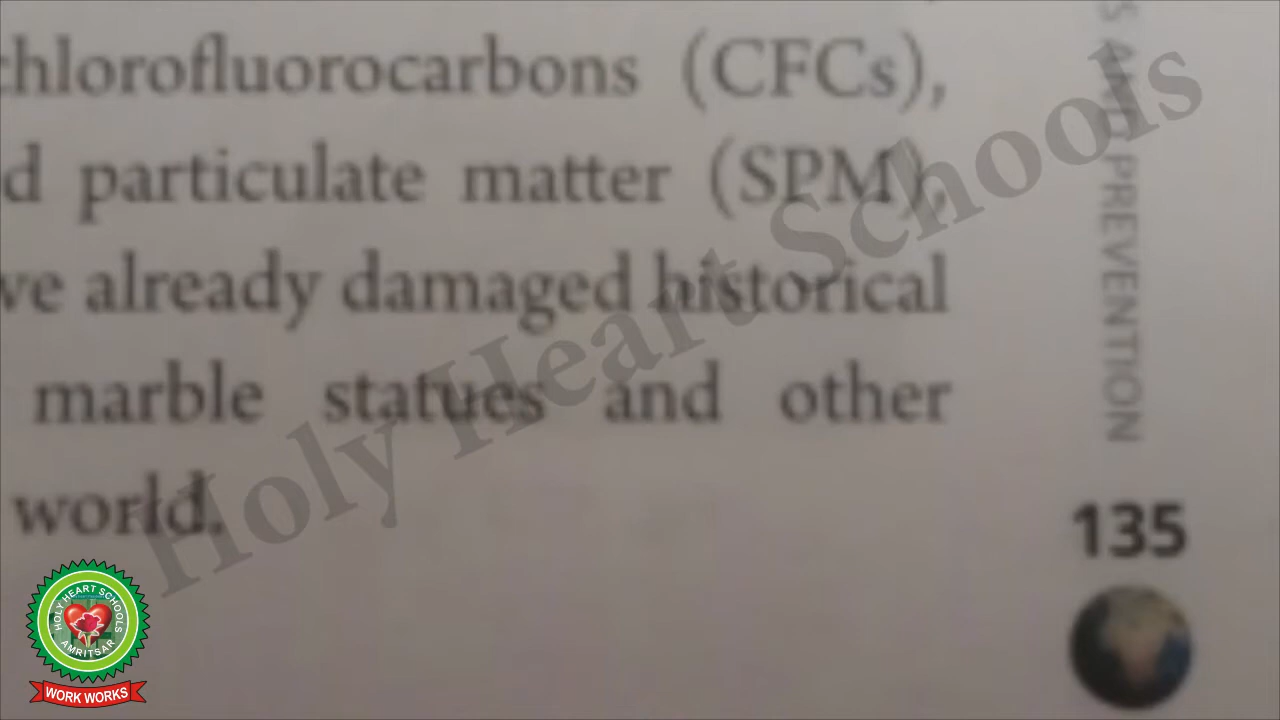 chlorofluorocarbons (CFCs),
d particulate matter (SPM),
ve already damaged historical
marble statues and other
world.
S AND PREVENTION
135
Holy Heart Schools
HOLY HEART SCHOOLS
AMRITSAR
WORK WORKS